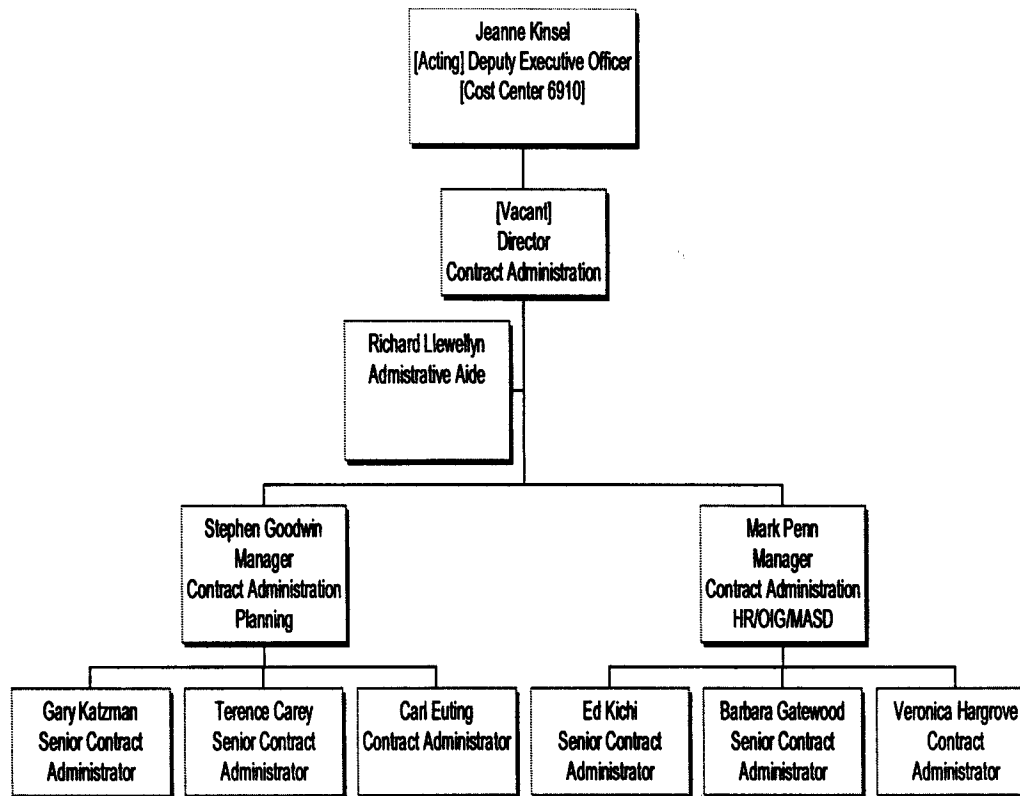 Jeanne Kinsel
[Acting] Deputy Executive Officer
[Cost Center 6910]
[Vacant]
Director
Contract Administration
Richard Llewellyn
Admistrative Aide
Stephen Goodwin
Manager
Contract Administration
Planning
Mark Penn
Manager
Contract Administration
HR/OIG/MASD
Gary Katzman
Senior Contract
Administrator
Terence Carey
Senior Contract
Administrator
Carl Euting
Contract Administrator
Ed Kichi
Senior Contract
Administrator
Barbara Gatewood
Senior Contract
Administrator
Veronica Hargrove
Contract
Administrator